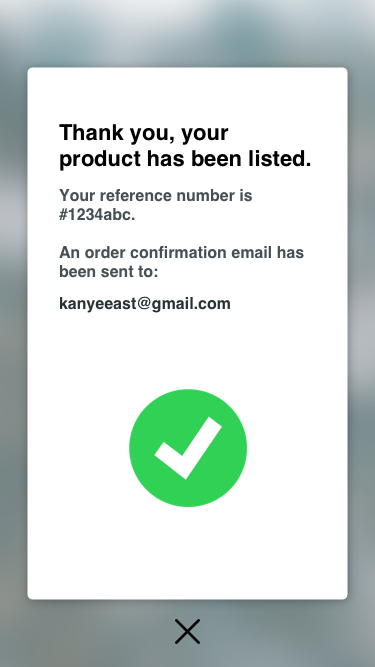 Thank you, your
product has been listed.
Your reference number is
#1234abc.
An order confirmation email has
been sent to:
kanyeeast@gmail.com